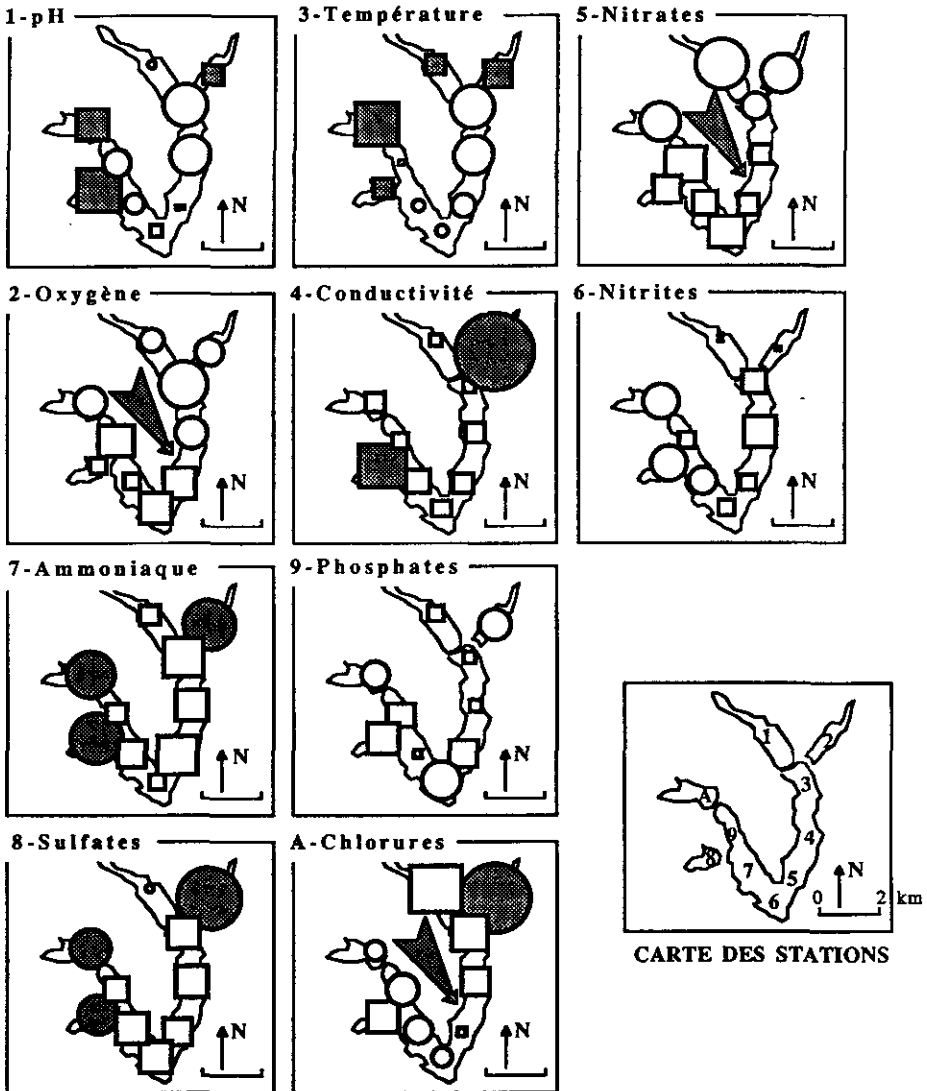 1-pH
3-Température
5-Nitrates
N
N
N
2-Oxygène
4-Conductivité
6-Nitrites
N
N
N
7-Ammoniaque
9-Phosphates
N
N
8-Sulfates
A-Chlorures
N
N
1
2
3
A
9
4
8
7
5
6
N
0 2 km
CARTE DES STATIONS